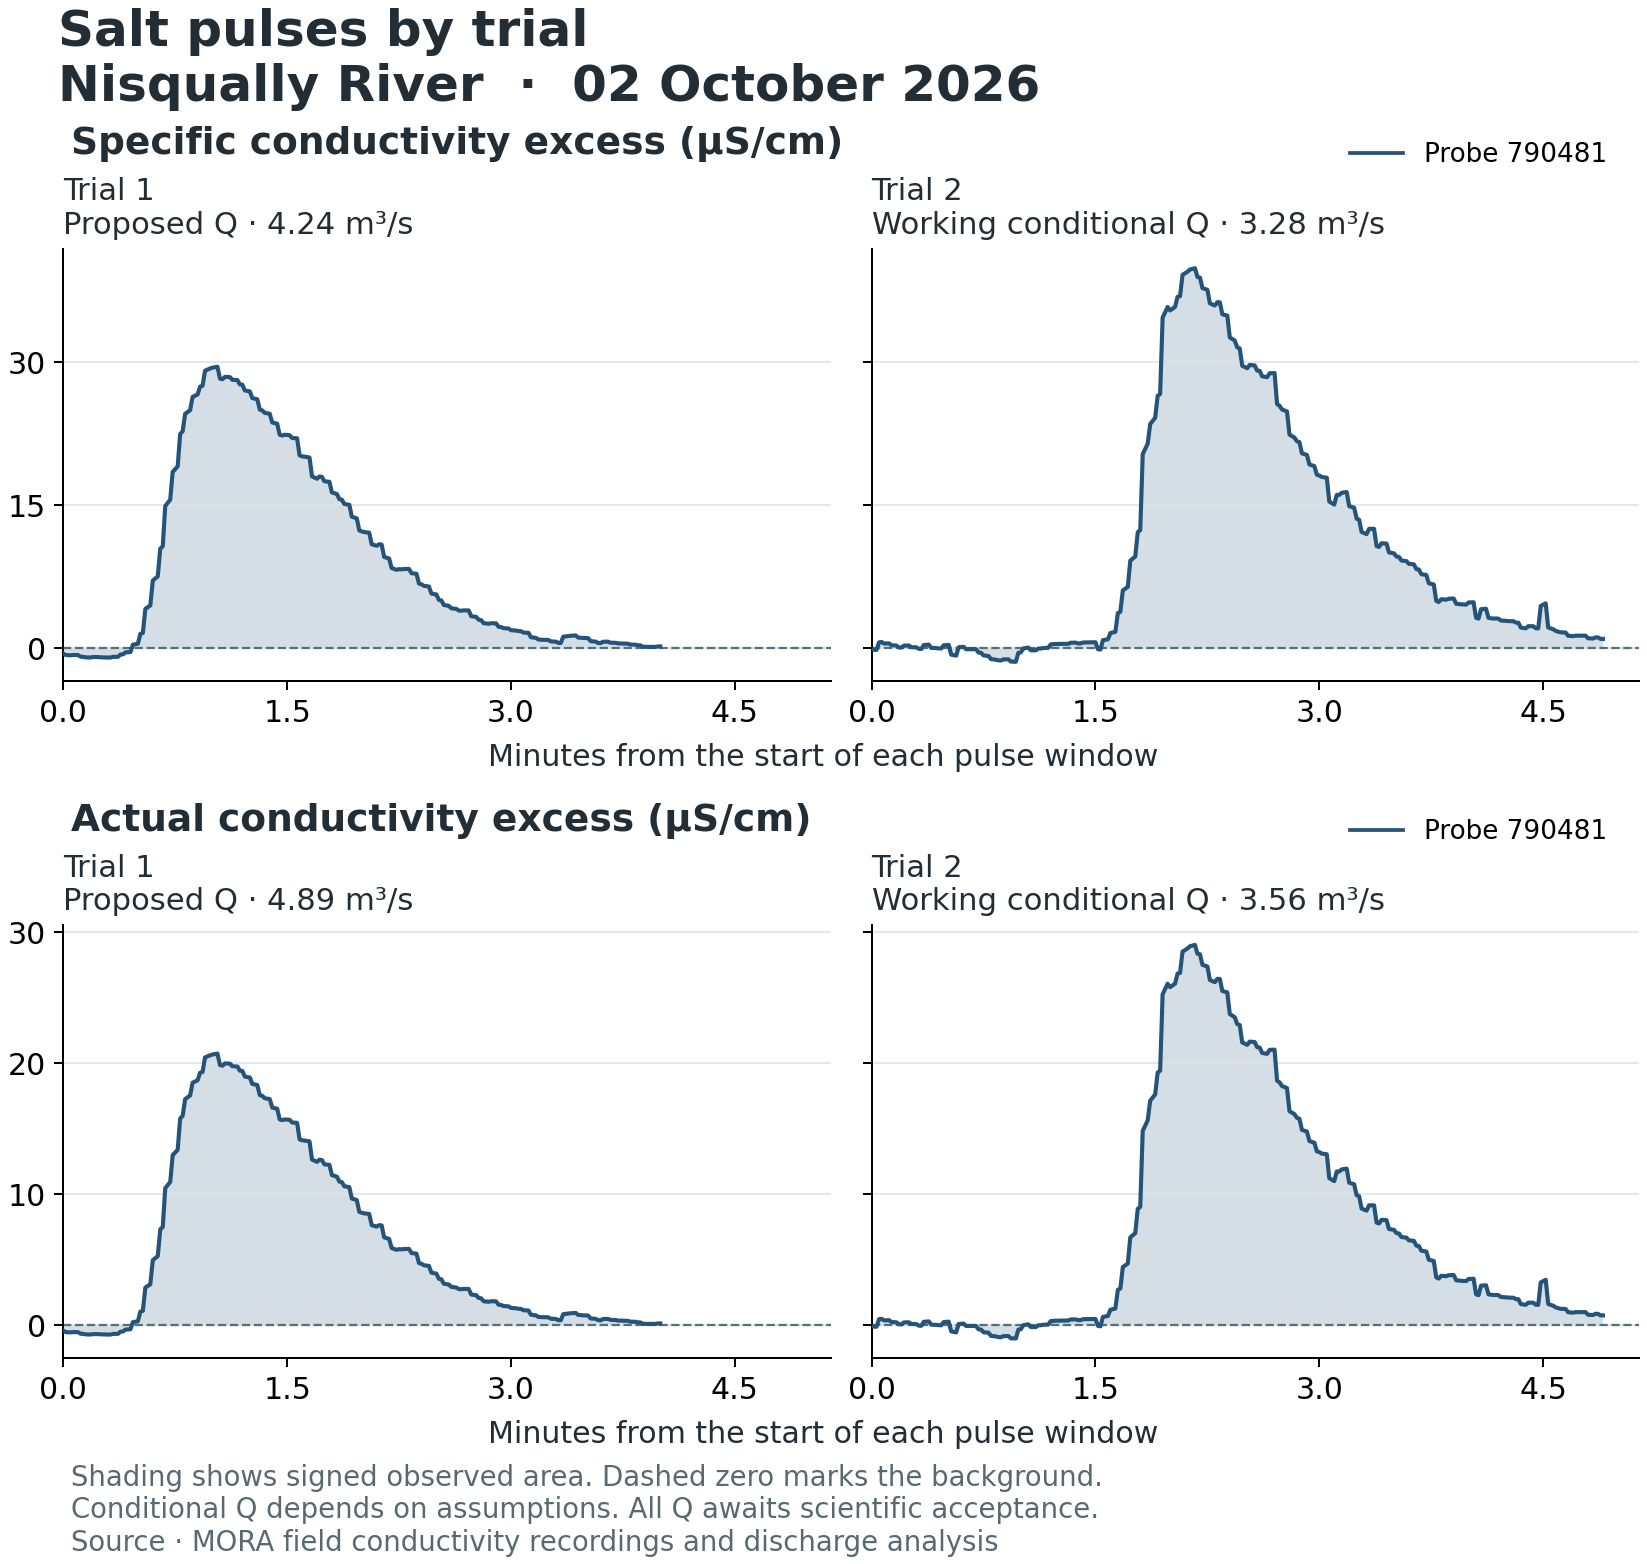 Salt pulses by trial
Nisqually River · 02 October 2026
Specific conductivity excess (µS/cm)
Probe 790481
Trial 1
Proposed Q · 4.24 m³/s
Trial 2
Working conditional Q · 3.28 m³/s
30
15
0
0.0 1.5 3.0 4.5
0.0 1.5 3.0 4.5
Minutes from the start of each pulse window
Actual conductivity excess (µS/cm)
Probe 790481
Trial 1
Proposed Q · 4.89 m³/s
Trial 2
Working conditional Q · 3.56 m³/s
30
20
10
0
0.0 1.5 3.0 4.5
0.0 1.5 3.0 4.5
Minutes from the start of each pulse window
Shading shows signed observed area. Dashed zero marks the background.
Conditional Q depends on assumptions. All Q awaits scientific acceptance.
Source · MORA field conductivity recordings and discharge analysis